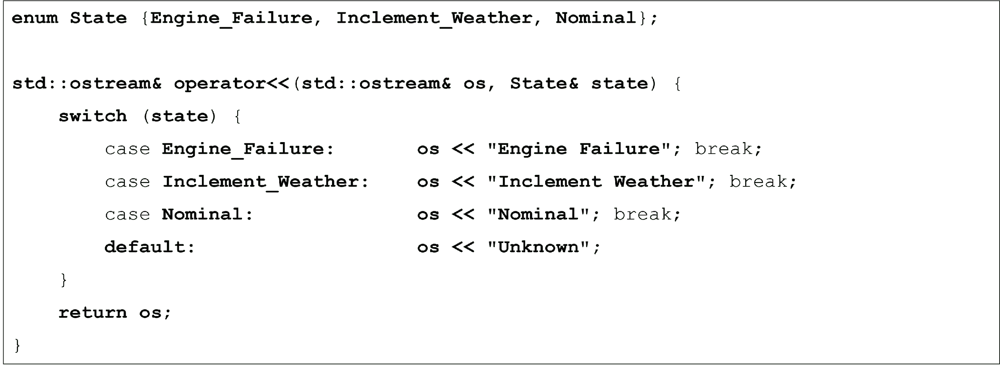 enum State {Engine_Failure, Inclement_Weather, Nominal};
std::ostream& operator<<(std::ostream& os, State& state) {
switch (state) {
case Engine_Failure: os << "Engine Failure"; break;
case Inclement_Weather: os << "Inclement Weather"; break;
case Nominal: os << "Nominal"; break;
default: os << "Unknown";
}
return os;
}